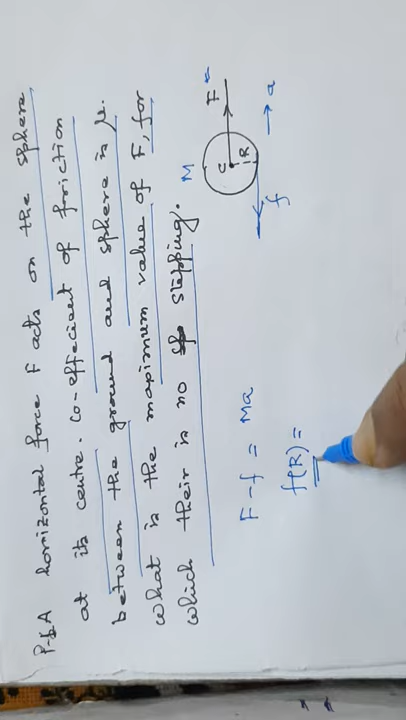 P-1 A horizontal force F acts on the sphere
at its centre. Co-effecient of friction
between the ground and sphere is μ.
What is the maximum value of F, for
which their is no slipping.
M
F
C
R
a
f
F-f = Ma
f(R) =